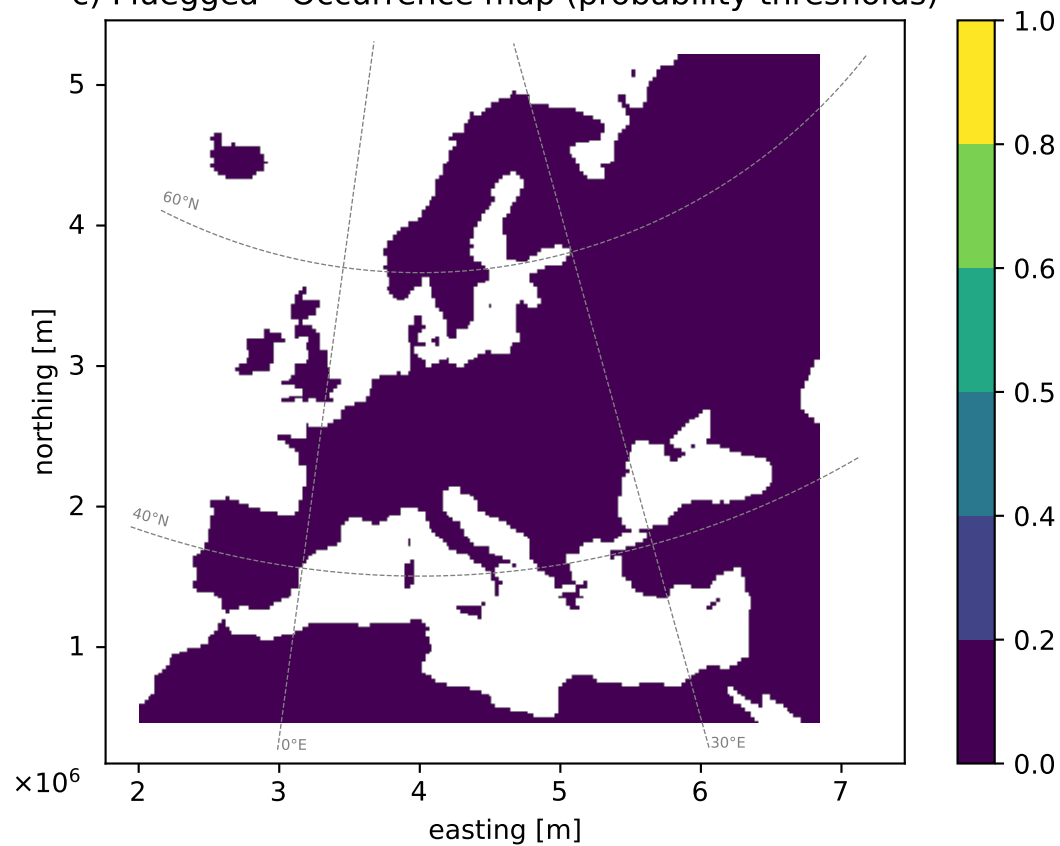 c) Flueggea - Occurrence map (probability thresholds)
northing [m]
5
4
3
2
1
×10⁶
2 3 4 5 6 7
easting [m]
60°N
40°N
0°E
30°E
1.0
0.8
0.6
0.5
0.4
0.2
0.0